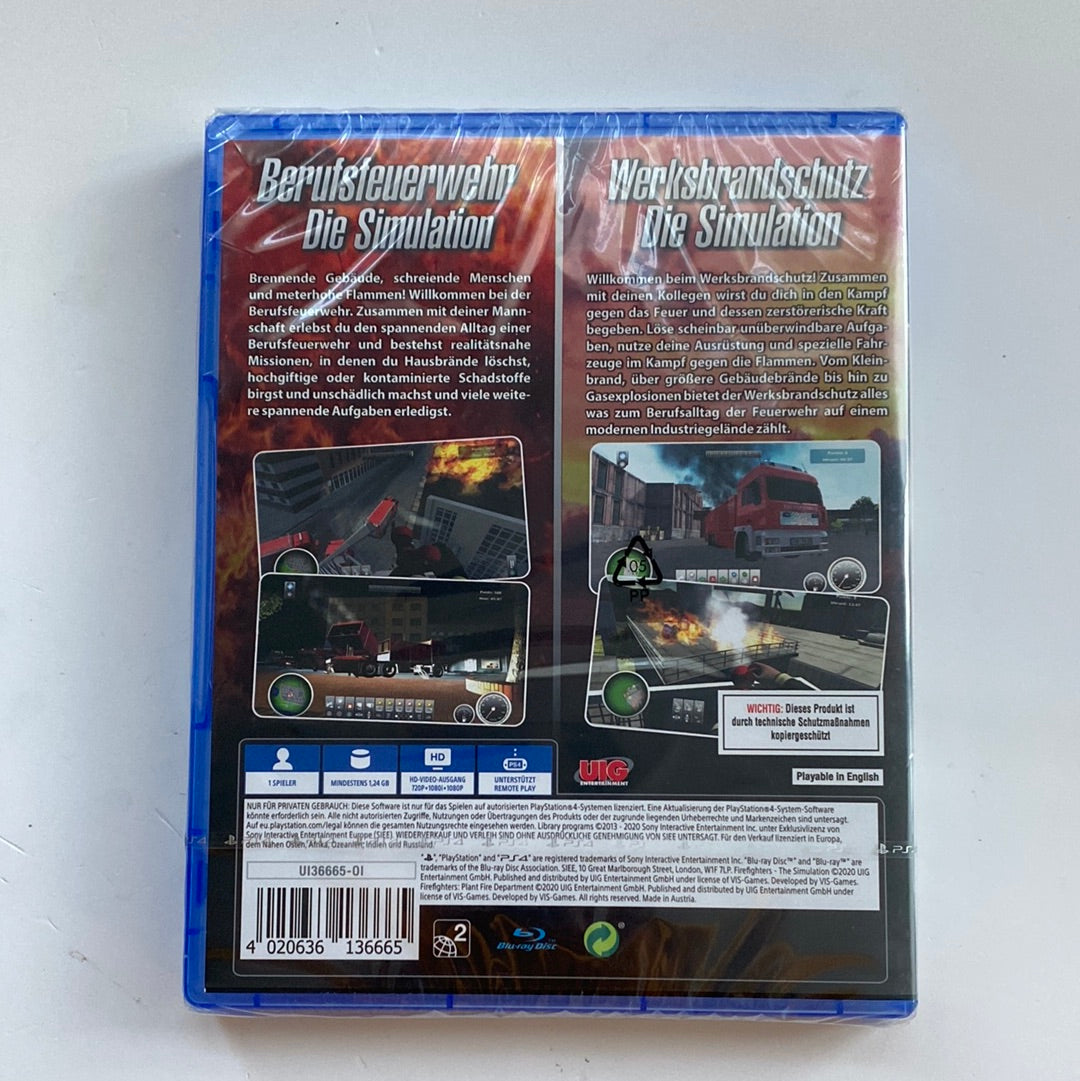 Berufsfeuerwehr
Die Simulation
Brennende Gebäude, schreiende Menschen
und meterhohe Flammen! Willkommen bei der
Berufsfeuerwehr. Zusammen mit deiner Mann-
schaft erlebst du den spannenden Alltag einer
Berufsfeuerwehr und bestehst realitätsnahe
Missionen, in denen du Hausbrände löschst,
hochgiftige oder kontaminierte Schadstoffe
birgst und unschädlich machst und viele weite-
re spannende Aufgaben erledigst.
Werksbrandschutz
Die Simulation
Willkommen beim Werksbrandschutz! Zusammen
mit deinen Kollegen wirst du dich in den Kampf
gegen das Feuer und dessen zerstörerische Kraft
begeben. Löse scheinbar unüberwindbare Aufga-
ben, nutze deine Ausrüstung und spezielle Fahr-
zeuge im Kampf gegen die Flammen. Vom Klein-
brand, über größere Gebäudebrände bis hin zu
Gasexplosionen bietet der Werksbrandschutz alles
was zum Berufsalltag der Feuerwehr auf einem
modernen Industriegelände zählt.
05
PP
WICHTIG: Dieses Produkt ist
durch technische Schutzmaßnahmen
kopiergeschützt
1 SPIELER
MINDESTENS 1,24 GB
HD
HD-VIDEO-AUSGANG
720P•1080i•1080P
PS4
UNTERSTÜTZT
REMOTE PLAY
UIG
ENTERTAINMENT
Playable in English
NUR FÜR PRIVATEN GEBRAUCH: Diese Software ist nur für das Spielen auf autorisierten PlayStation®4-Systemen lizenziert. Eine Aktualisierung der PlayStation®4-System-Software
könnte erforderlich sein. Alle nicht autorisierten Zugriffe, Nutzungen oder Übertragungen des Produkts oder der zugrunde liegenden Urheberrechte und Markenzeichen sind untersagt.
Auf eu.playstation.com/legal können die gesamten Nutzungsrechte eingesehen werden. Library programs ©2013 - 2020 Sony Interactive Entertainment Inc. unter Exklusivlizenz von
Sony Interactive Entertainment Europe (SIEE). WIEDERVERKAUF UND VERLEIH SIND OHNE AUSDRÜCKLICHE GENEHMIGUNG VON SIEE UNTERSAGT. Für den Verkauf lizenziert in Europa,
dem Nahen Osten, Afrika, Ozeanien, Indien und Russland.
UI36665-OI
", "PlayStation" and "PS4" are registered trademarks of Sony Interactive Entertainment Inc. "Blu-ray Disc™" and "Blu-ray™" are
trademarks of the Blu-ray Disc Association. SIEE, 10 Great Marlborough Street, London, W1F 7LP. Firefighters - The Simulation ©2020 UIG
Entertainment GmbH. Published and distributed by UIG Entertainment GmbH under license of VIS-Games. Developed by VIS-Games.
Firefighters: Plant Fire Department ©2020 UIG Entertainment GmbH. Published and distributed by UIG Entertainment GmbH under
license of VIS-Games. Developed by VIS-Games. All rights reserved. Made in Austria.
4 020636 136665
2
Blu-ray Disc™